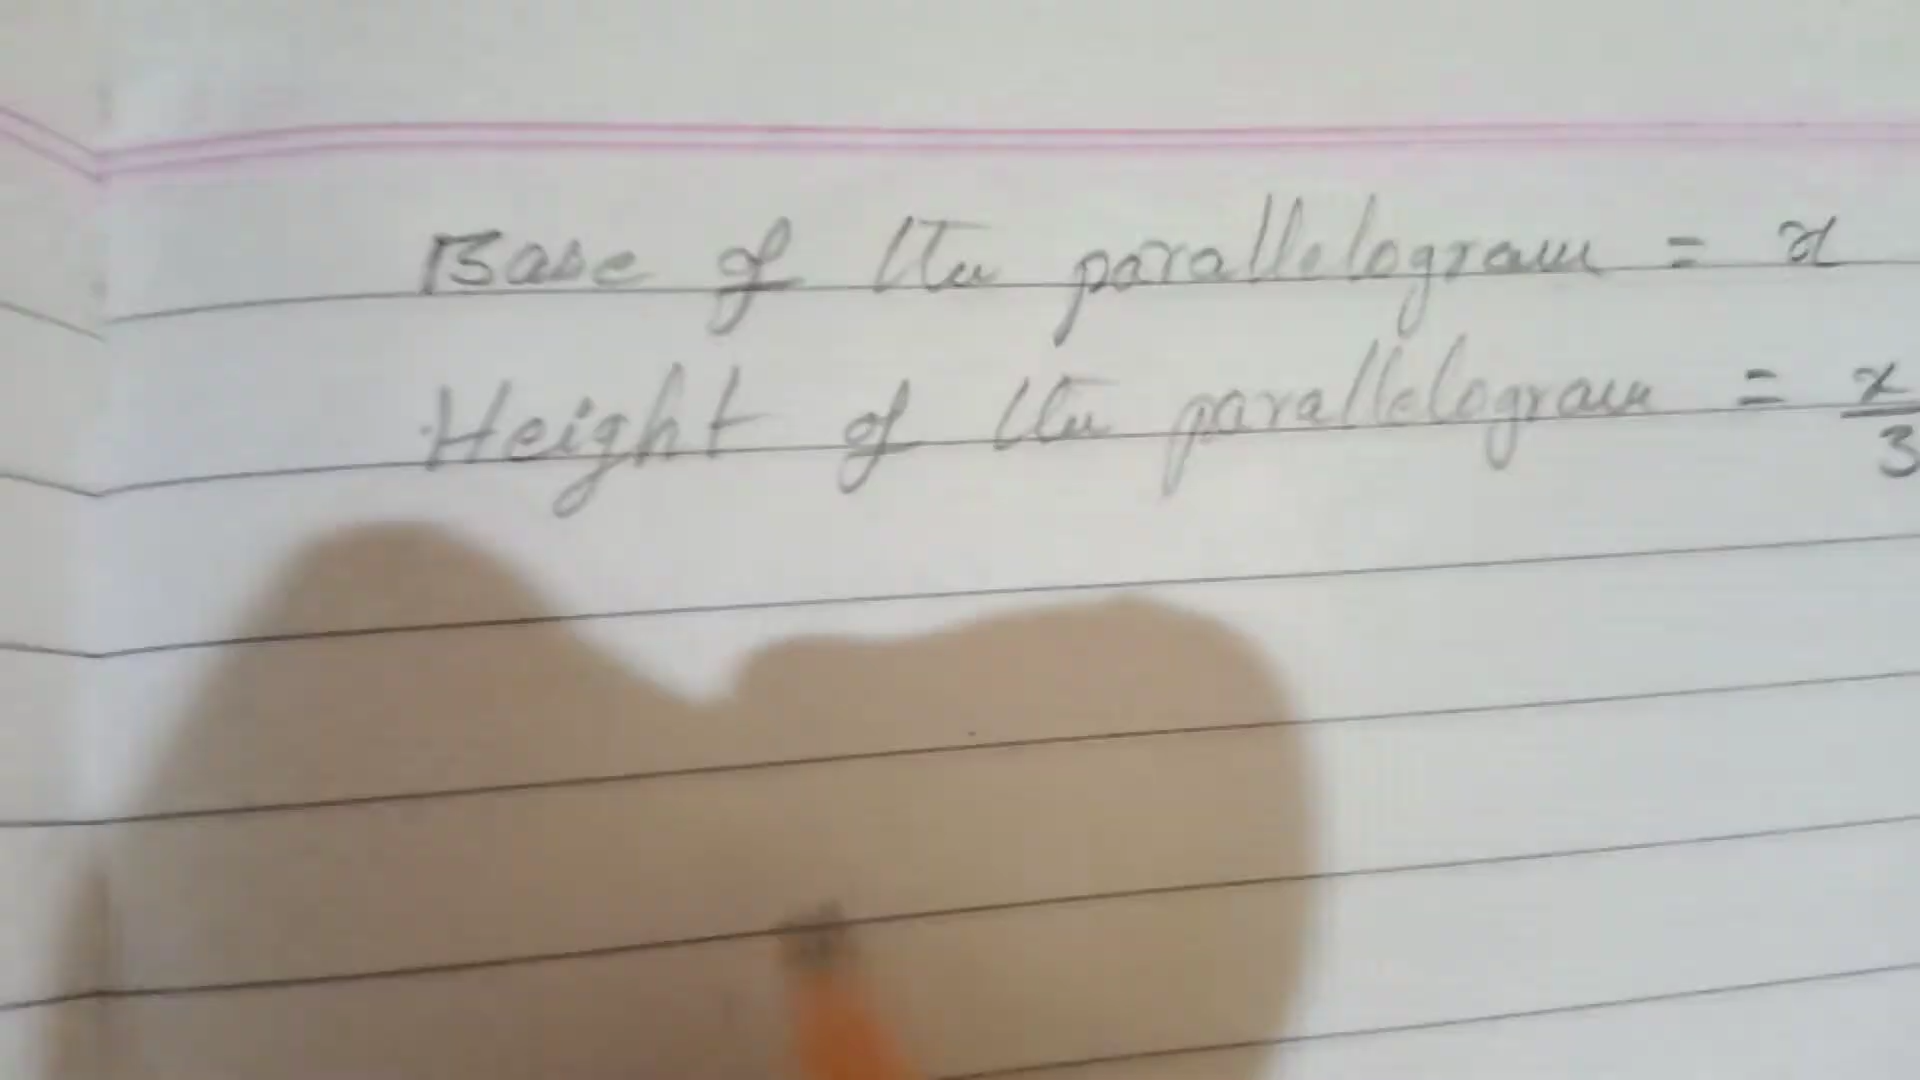 Base of the parallelogram = x
Height of the parallelogram = x/3